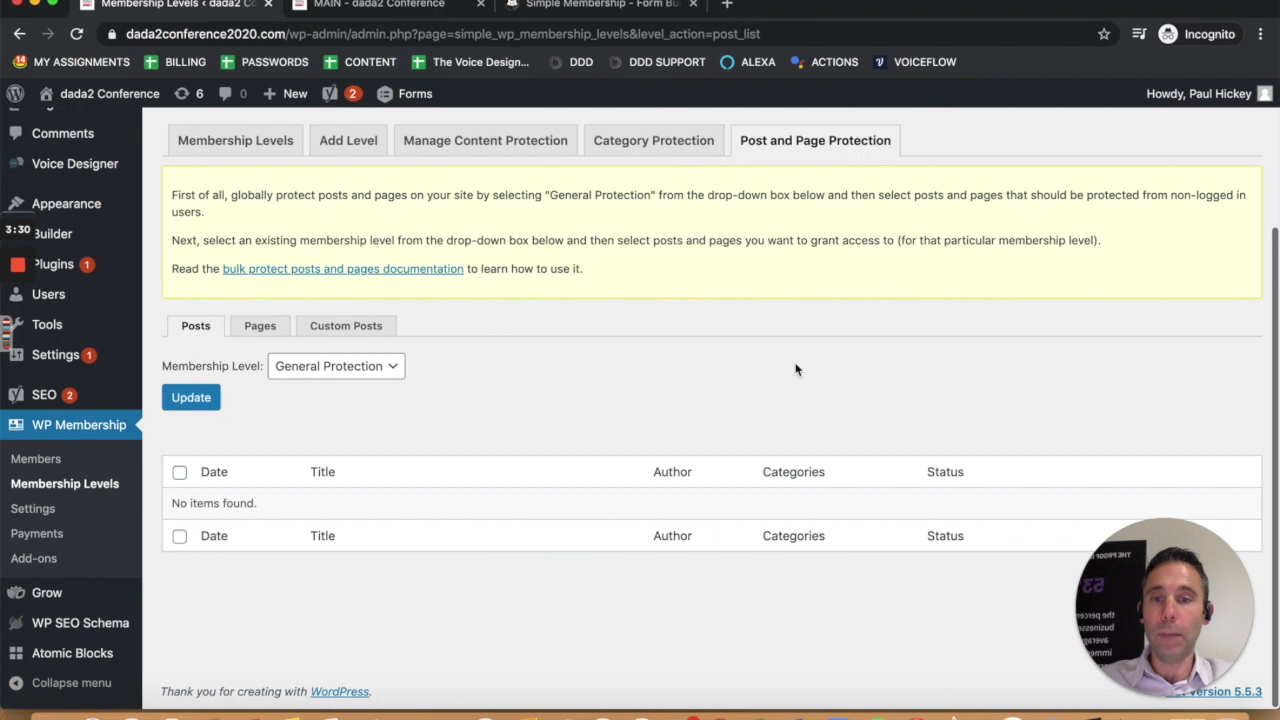 Membership Levels < dada2 Co
MAIN - dada2 Conference
Simple Membership - Form Bu
dada2conference2020.com/wp-admin/admin.php?page=simple_wp_membership_levels&level_action=post_list
Incognito
MY ASSIGNMENTS
BILLING
PASSWORDS
CONTENT
The Voice Design...
DDD
DDD SUPPORT
ALEXA
ACTIONS
VOICEFLOW
dada2 Conference
6
0
New
2
Forms
Howdy, Paul Hickey
Comments
Voice Designer
Appearance
3:30
Builder
Plugins 1
Users
Tools
Settings 1
SEO 2
WP Membership
Members
Membership Levels
Settings
Payments
Add-ons
Grow
WP SEO Schema
Atomic Blocks
Collapse menu
Membership Levels
Add Level
Manage Content Protection
Category Protection
Post and Page Protection
First of all, globally protect posts and pages on your site by selecting "General Protection" from the drop-down box below and then select posts and pages that should be protected from non-logged in
users.
Next, select an existing membership level from the drop-down box below and then select posts and pages you want to grant access to (for that particular membership level).
Read the bulk protect posts and pages documentation to learn how to use it.
Posts
Pages
Custom Posts
Membership Level: General Protection
Update
Date Title Author Categories Status
No items found.
Date Title Author Categories Status
THE PROOF
53
the percen
businesses
average
immed
Thank you for creating with WordPress.
version 5.5.3